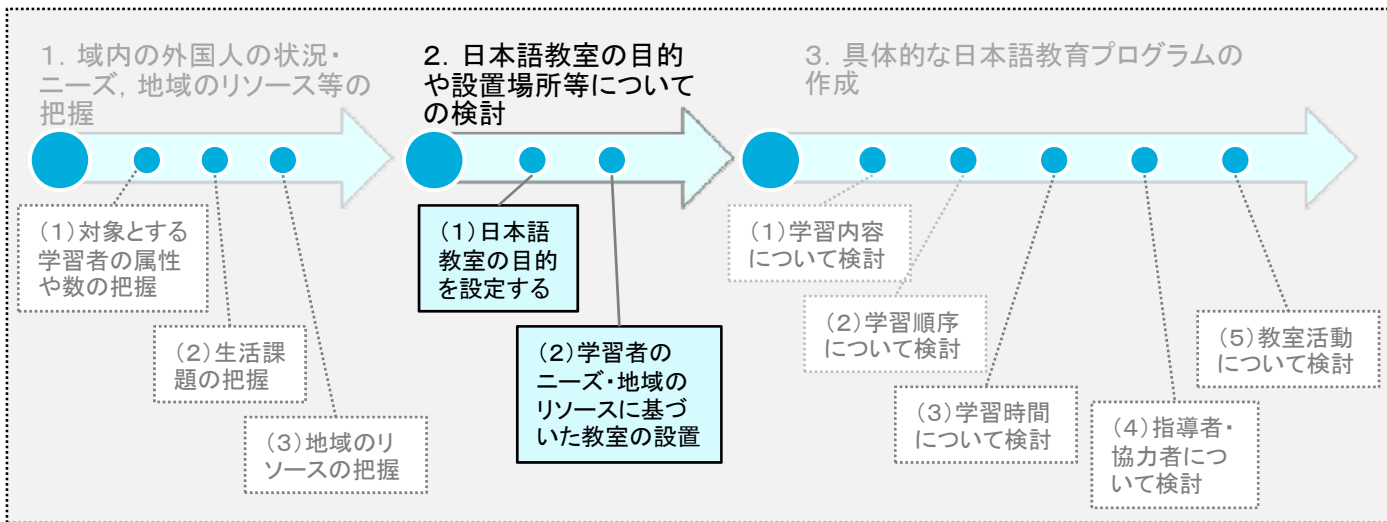 1．域内の外国人の状況・
ニーズ，地域のリソース等の
把握
2．日本語教室の目的
や設置場所等について
の検討
3．具体的な日本語教育プログラムの
作成
（1）対象とする
学習者の属性
や数の把握
（2）生活課
題の把握
（3）地域のリ
ソースの把握
（1）日本語
教室の目的
を設定する
（2）学習者の
ニーズ・地域の
リソースに基づ
いた教室の設置
（1）学習内容
について検討
（2）学習順序
について検討
（3）学習時間
について検討
（4）指導者・
協力者につ
いて検討
（5）教室活動
について検討